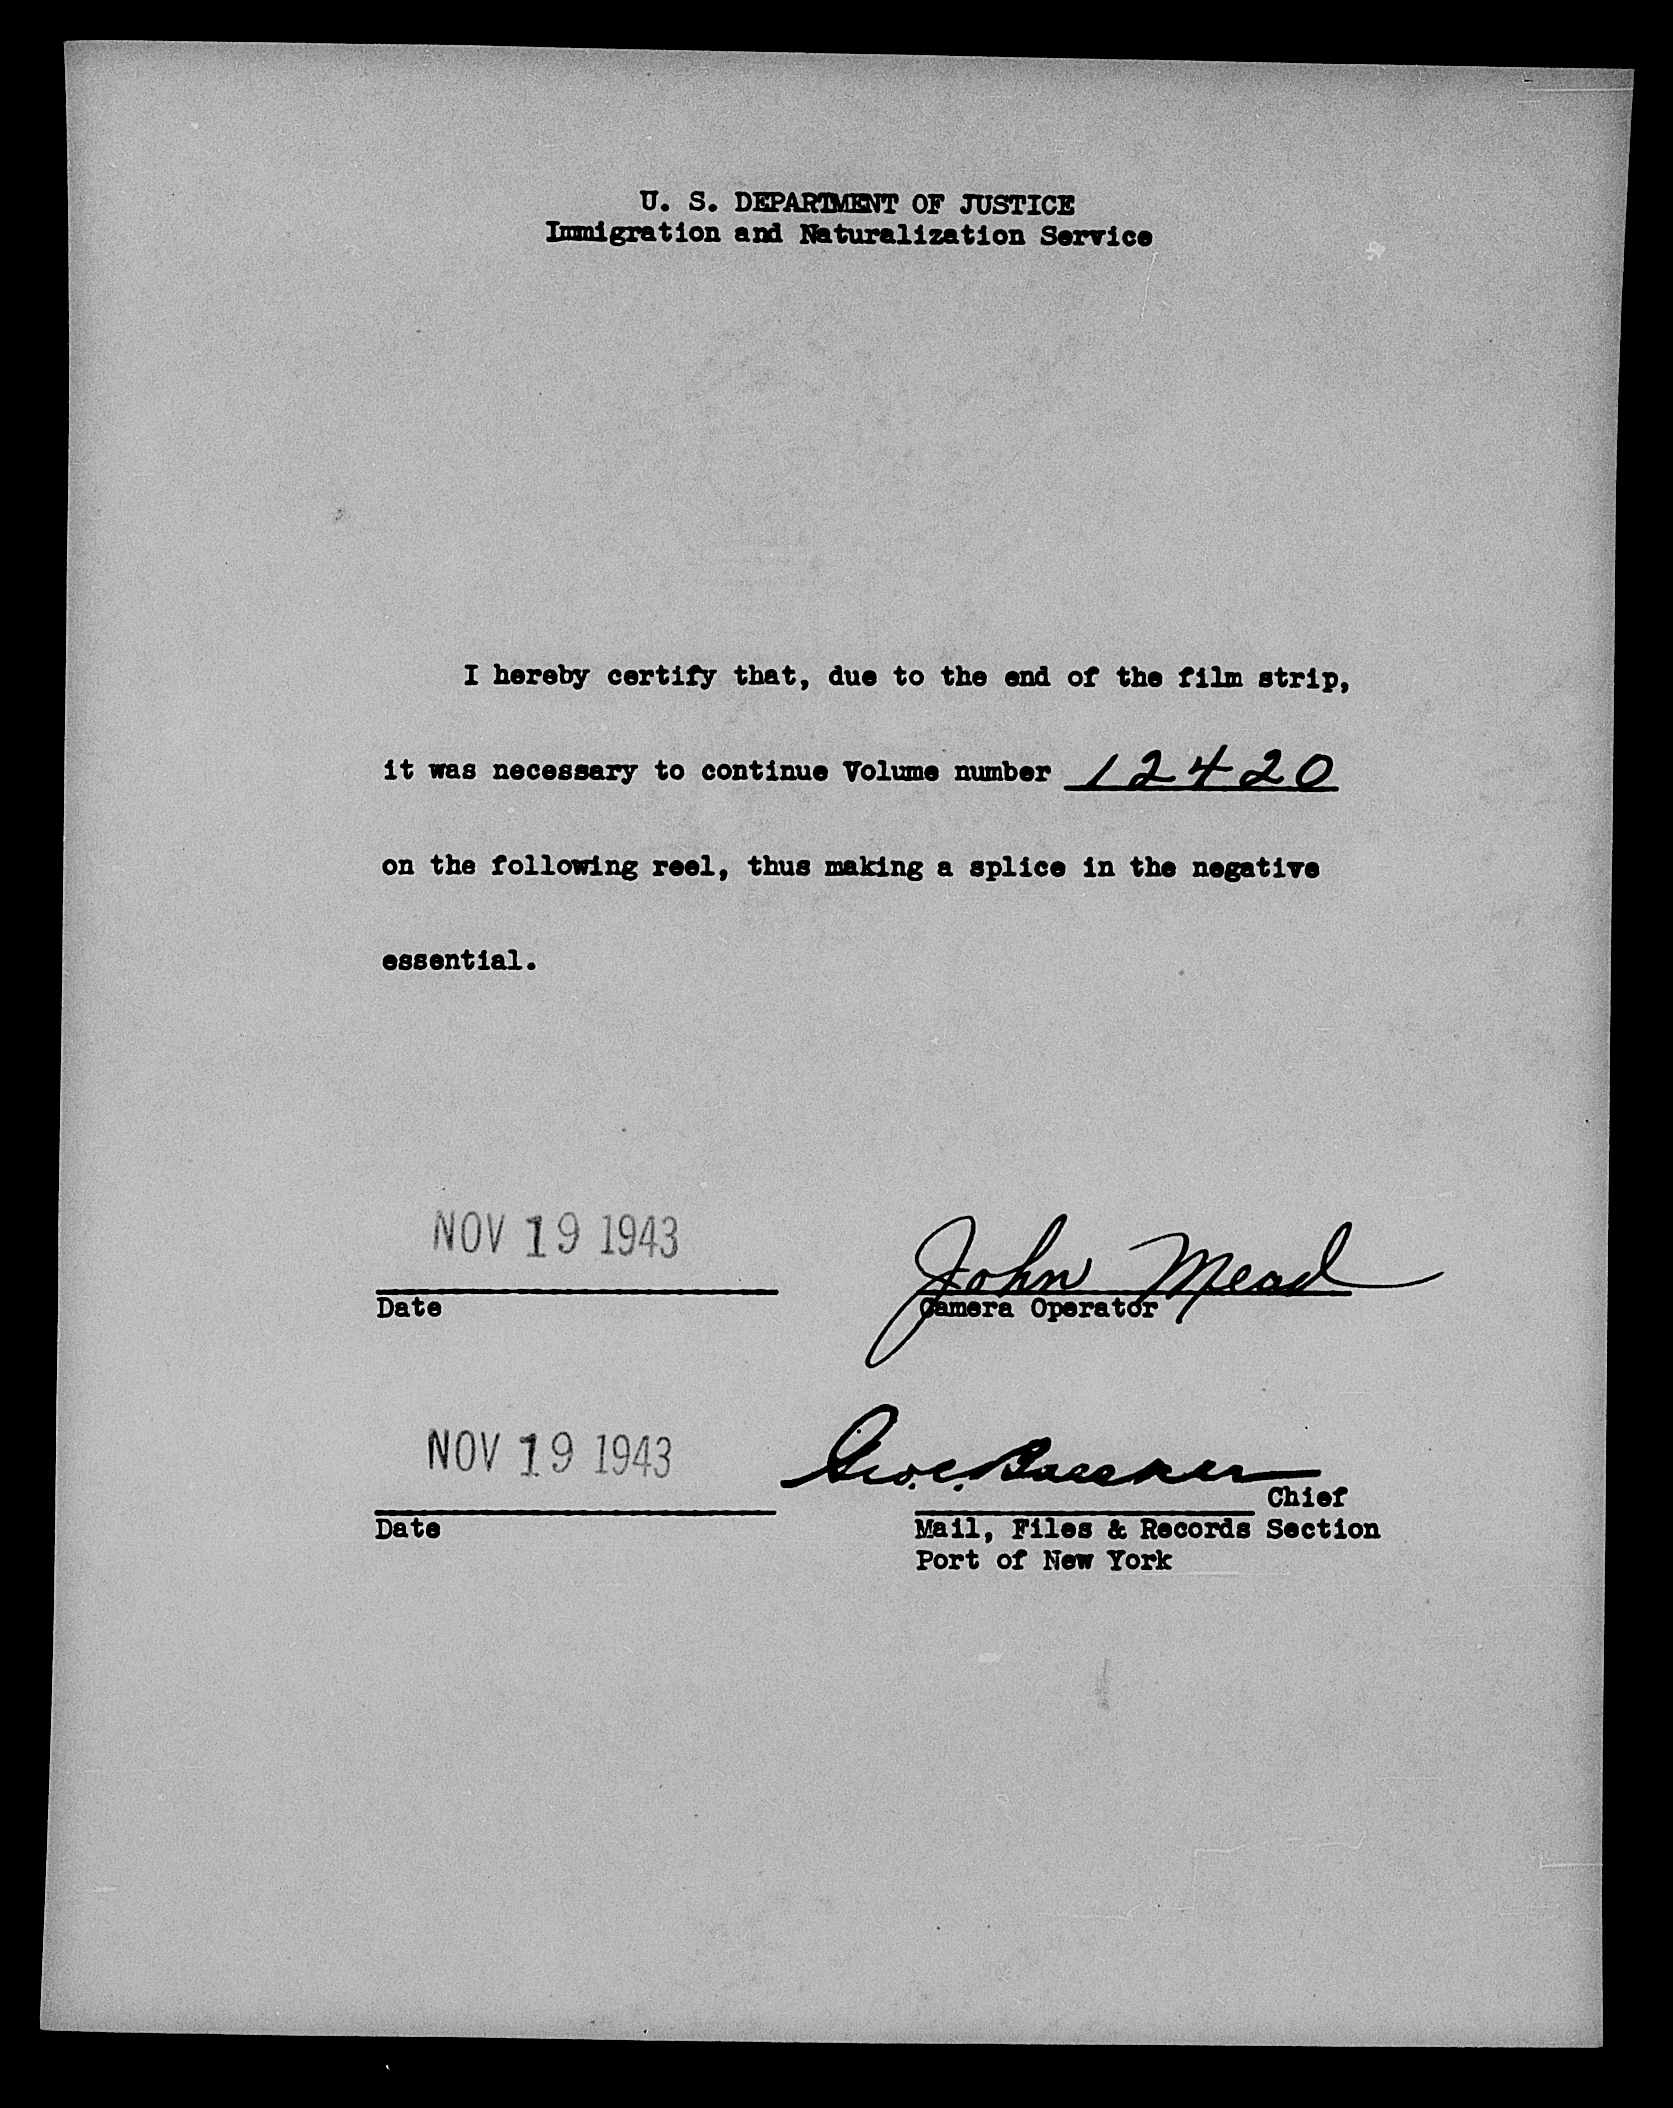 U. S. DEPARTMENT OF JUSTICE
Immigration and Naturalization Service
I hereby certify that, due to the end of the film strip,
it was necessary to continue Volume number 12420
on the following reel, thus making a splice in the negative
essential.
NOV 19 1943
John Mead
Date
Camera Operator
NOV 19 1943
Geo. C.
Chief
Date
Mail, Files & Records Section
Port of New York